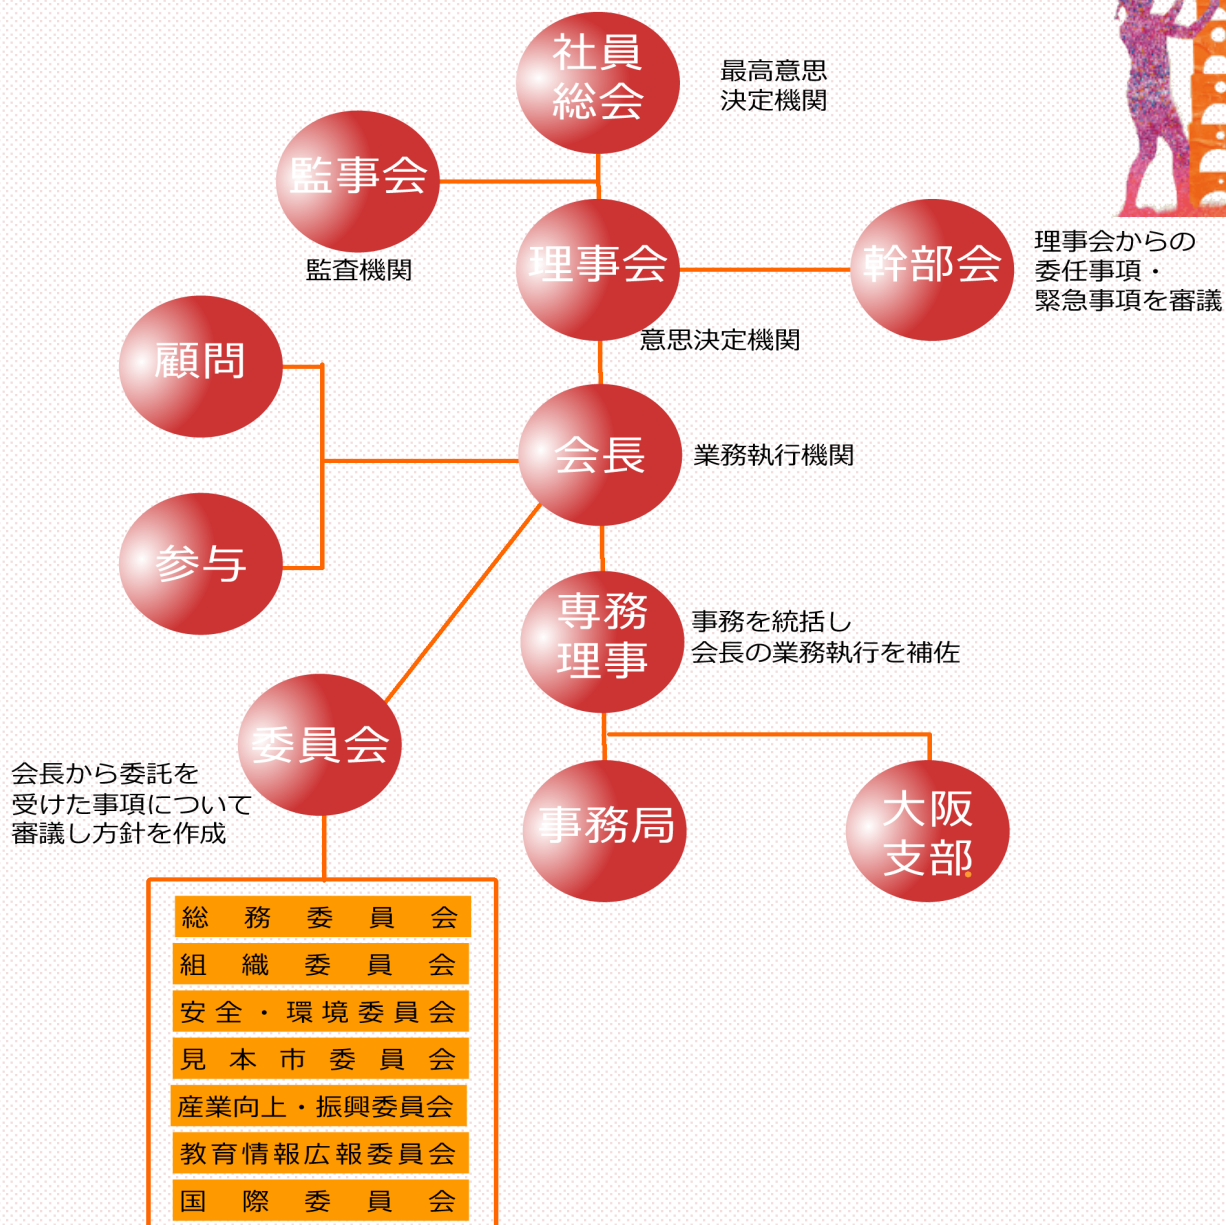 社員
総会
最高意思
決定機関
監事会
監査機関
理事会
意思決定機関
幹部会
理事会からの
委任事項・
緊急事項を審議
顧問
会長
業務執行機関
参与
専務
理事
事務を統括し
会長の業務執行を補佐
委員会
会長から委託を
受けた事項について
審議し方針を作成
事務局
大阪
支部
総務委員会
組織委員会
安全・環境委員会
見本市委員会
産業向上・振興委員会
教育情報広報委員会
国際委員会